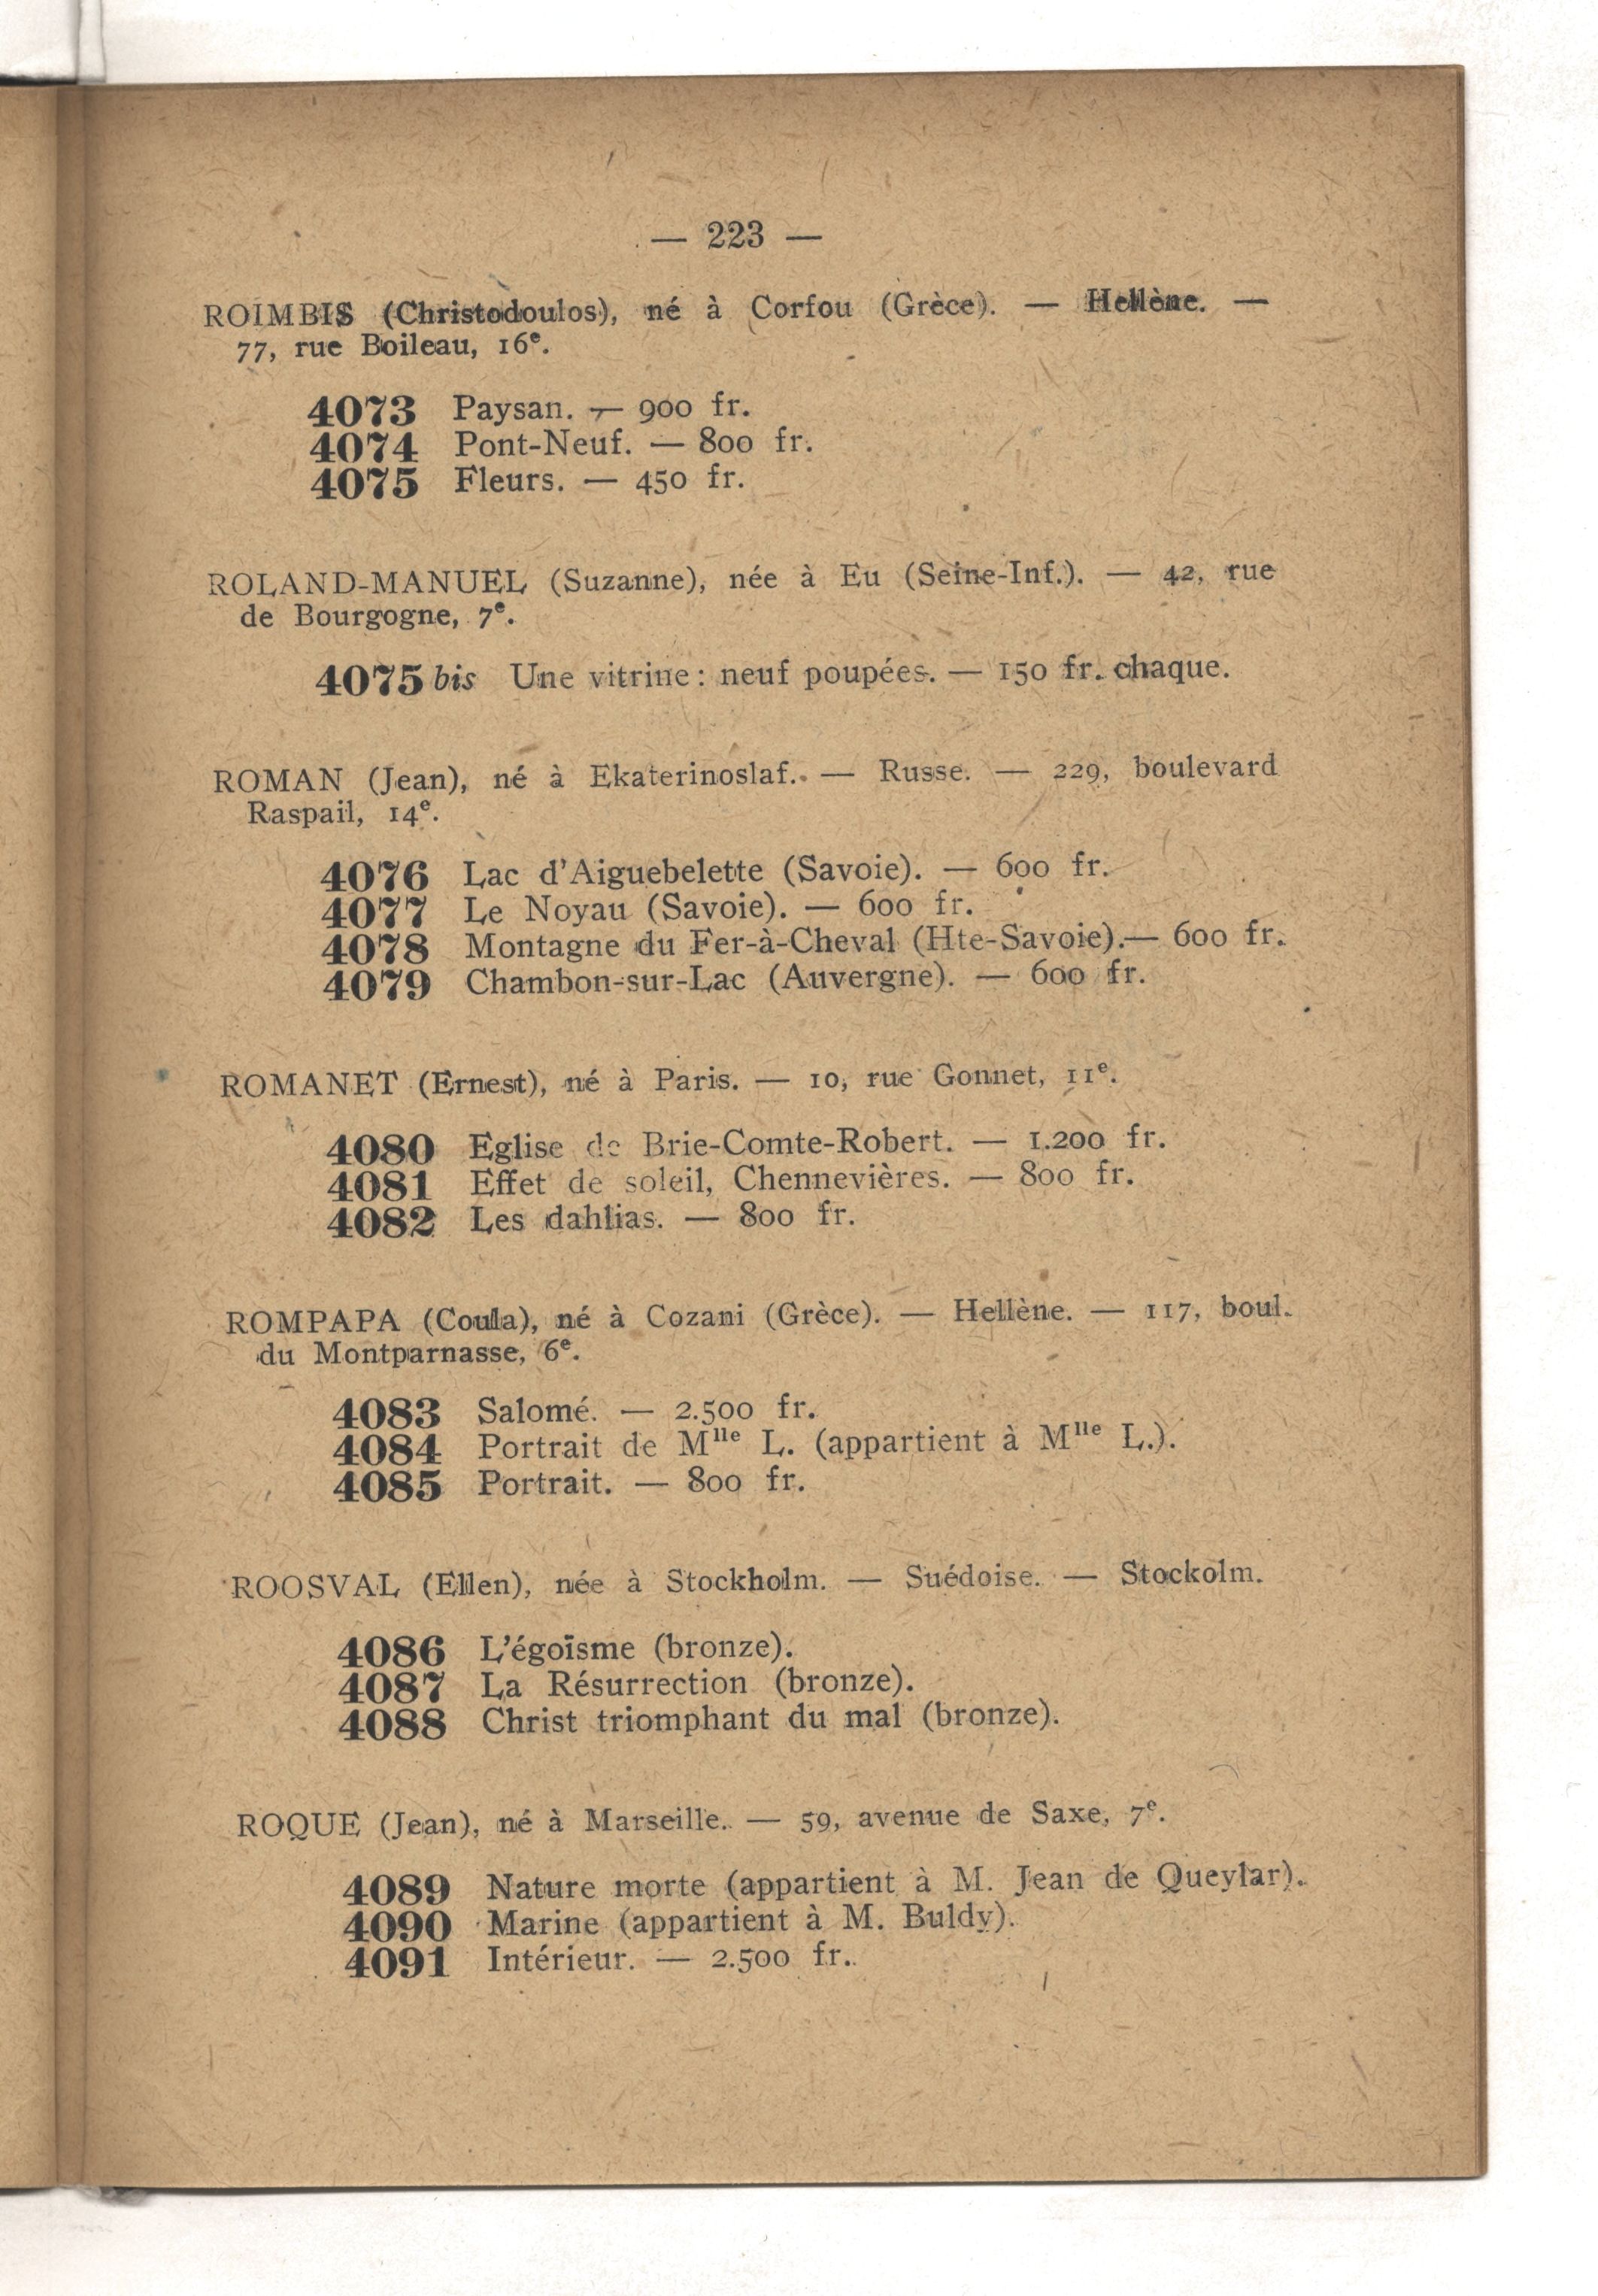 — 223 —
ROIMBIS (Christodoulos), né à Corfou (Grèce). — Hellène. —
77, rue Boileau, 16e.
4073 Paysan. — 900 fr.
4074 Pont-Neuf. — 800 fr.
4075 Fleurs. — 450 fr.
ROLAND-MANUEL (Suzanne), née à Eu (Seine-Inf.). — 42, rue
de Bourgogne, 7e.
4075 bis Une vitrine : neuf poupées. — 150 fr. chaque.
ROMAN (Jean), né à Ekaterinoslaf. — Russe. — 229, boulevard
Raspail, 14e.
4076 Lac d'Aiguebelette (Savoie). — 600 fr.
4077 Le Noyau (Savoie). — 600 fr.
4078 Montagne du Fer-à-Cheval (Hte-Savoie). — 600 fr.
4079 Chambon-sur-Lac (Auvergne). — 600 fr.
ROMANET (Ernest), né à Paris. — 10, rue Gonnet, 11e.
4080 Eglise de Brie-Comte-Robert. — 1.200 fr.
4081 Effet de soleil, Chennevières. — 800 fr.
4082 Les dahlias. — 800 fr.
ROMPAPA (Coula), né à Cozani (Grèce). — Hellène. — 117, boul.
du Montparnasse, 6e.
4083 Salomé. — 2.500 fr.
4084 Portrait de Mlle L. (appartient à Mlle L.).
4085 Portrait. — 800 fr.
ROOSVAL (Ellen), née à Stockholm. — Suédoise. — Stockolm.
4086 L'égoïsme (bronze).
4087 La Résurrection (bronze).
4088 Christ triomphant du mal (bronze).
ROQUE (Jean), né à Marseille. — 59, avenue de Saxe, 7e.
4089 Nature morte (appartient à M. Jean de Queylar).
4090 Marine (appartient à M. Buldy).
4091 Intérieur. — 2.500 fr.